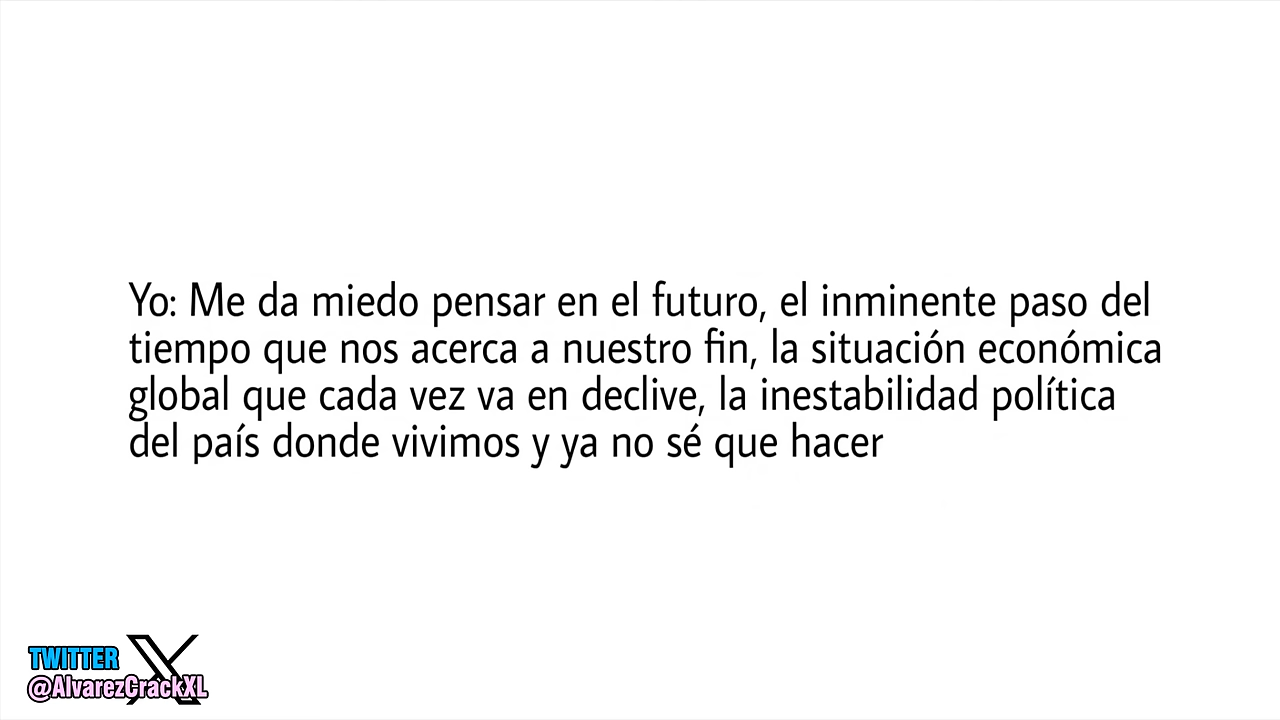 Yo: Me da miedo pensar en el futuro, el inminente paso del
tiempo que nos acerca a nuestro fin, la situación económica
global que cada vez va en declive, la inestabilidad política
del país donde vivimos y ya no sé que hacer
TWITTER
@AlvarezCrackXL